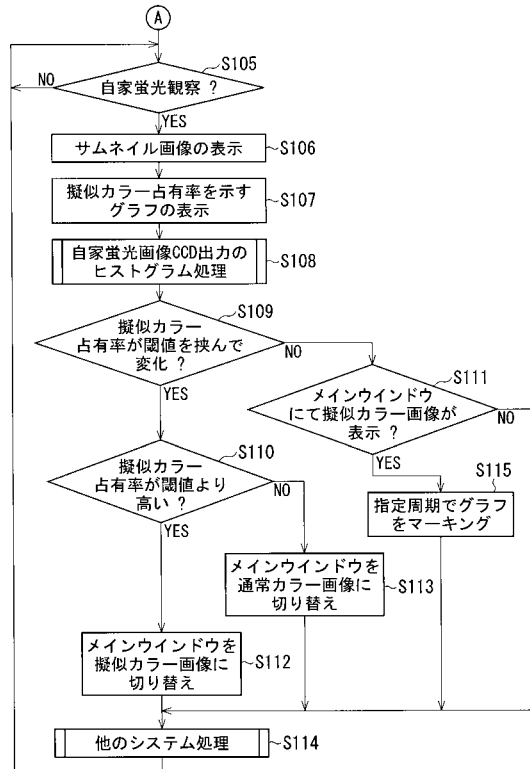 A
S105
NO
自家蛍光観察 ?
YES
サムネイル画像の表示
S106
擬似カラー占有率を示す
グラフの表示
S107
自家蛍光画像CCD出力の
ヒストグラム処理
S108
S109
擬似カラー
占有率が閾値を挟んで
変化 ?
NO
YES
S111
メインウインドウ
にて擬似カラー画像が
表示 ?
NO
YES
S110
擬似カラー
占有率が閾値より
高い ?
NO
YES
S115
指定周期でグラフ
をマーキング
メインウインドウを
通常カラー画像に
切り替え
S113
メインウインドウを
擬似カラー画像に
切り替え
S112
他のシステム処理
S114